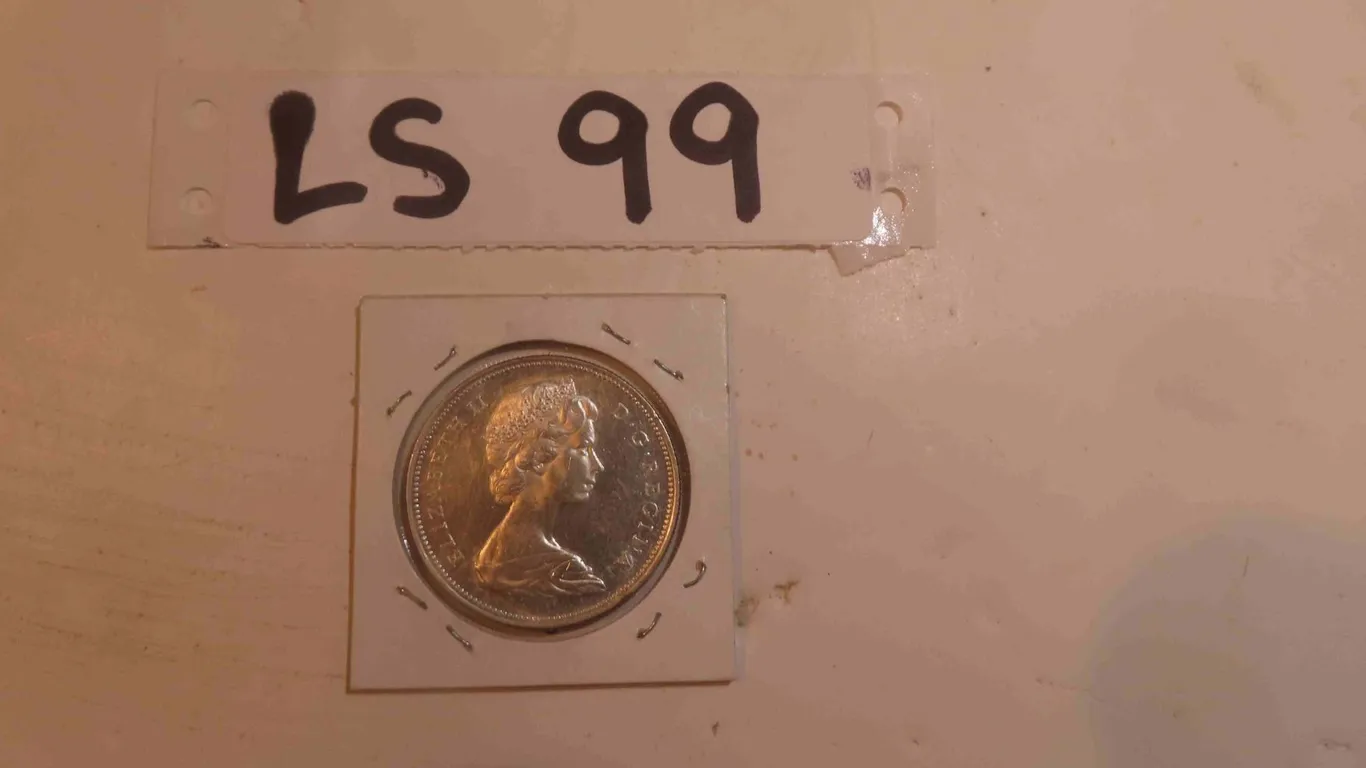 LS 99
ELIZABETH II D·G·REGINA